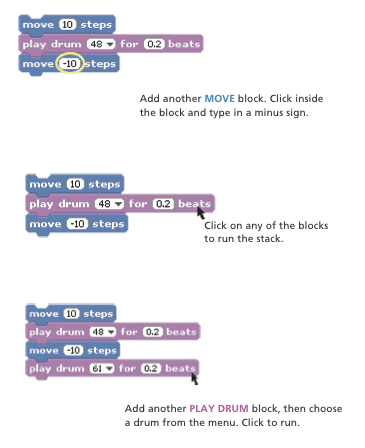 move 10 steps
play drum 48 for 0.2 beats
move -10 steps
Add another MOVE block. Click inside
the block and type in a minus sign.
move 10 steps
play drum 48 for 0.2 beats
move -10 steps
Click on any of the blocks
to run the stack.
move 10 steps
play drum 48 for 0.2 beats
move -10 steps
play drum 61 for 0.2 beats
Add another PLAY DRUM block, then choose
a drum from the menu. Click to run.